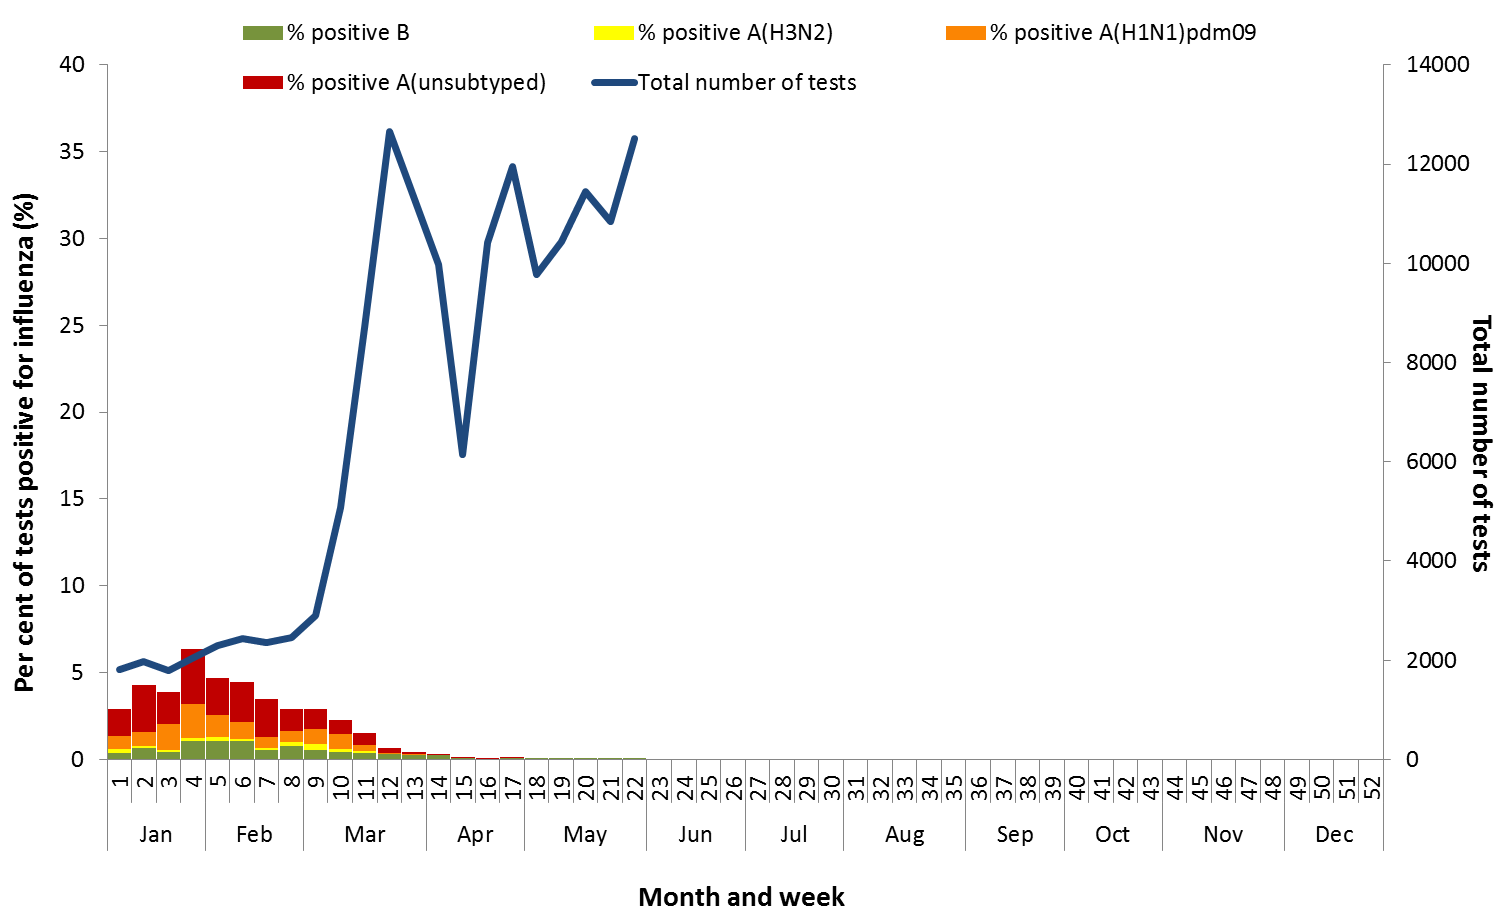 % positive B
% positive A(H3N2)
% positive A(H1N1)pdm09
% positive A(unsubtyped)
Total number of tests
Per cent of tests positive for influenza (%)
40
35
30
25
20
15
10
5
0
14000
12000
10000
8000
6000
4000
2000
0
Total number of tests
1 2 3 4 5 6 7 8 9 10 11 12 13 14 15 16 17 18 19 20 21 22 23 24 25 26 27 28 29 30 31 32 33 34 35 36 37 38 39 40 41 42 43 44 45 46 47 48 49 50 51 52
Jan Feb Mar Apr May Jun Jul Aug Sep Oct Nov Dec
Month and week